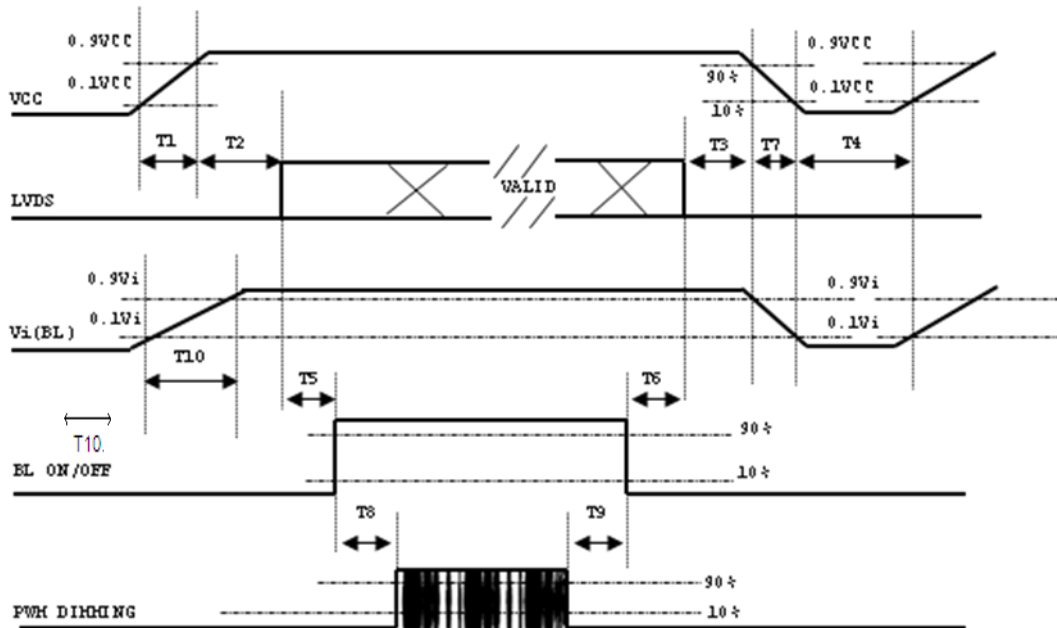 0.9VCC 0.9VCC
90%
0.1VCC 0.1VCC
VCC 10%
T1 T2 T3 T7 T4
VALID
LVDS
0.9Vi 0.9Vi
0.1Vi 0.1Vi
Vi(BL)
T10
T5 T6
T10.
90%
BL ON/OFF 10%
T8 T9
90%
PWM DIMMING 10%